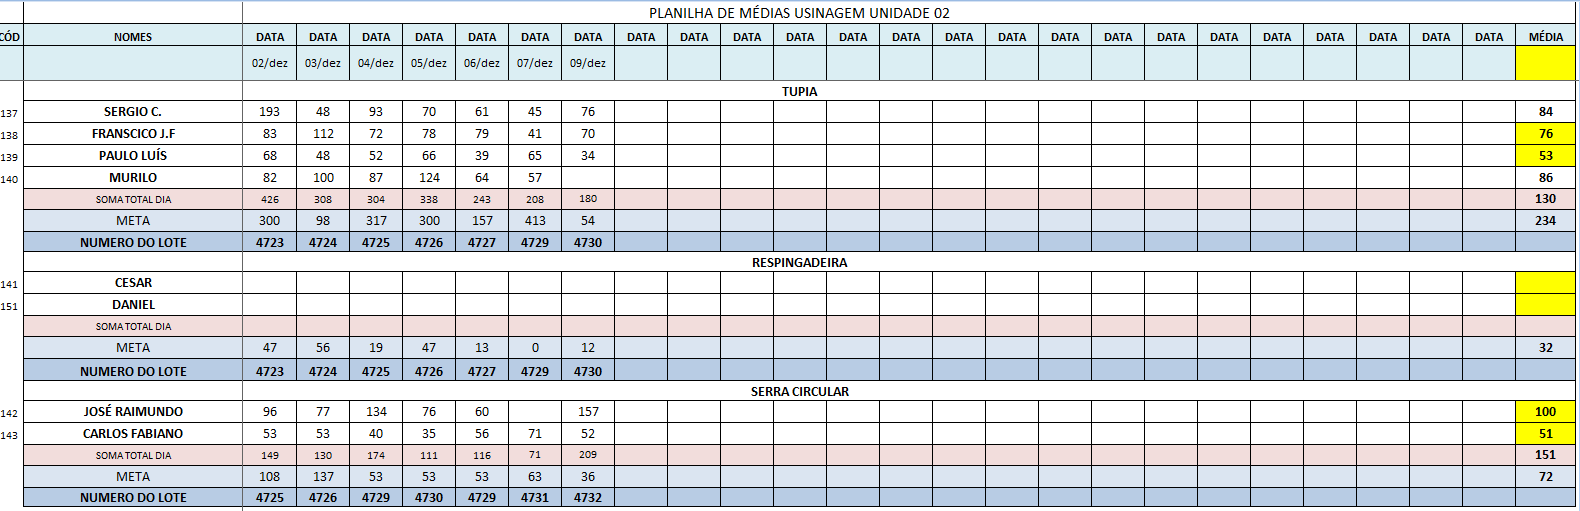 PLANILHA DE MÉDIAS USINAGEM UNIDADE 02
CÓD NOMES DATA DATA DATA DATA DATA DATA DATA DATA DATA DATA DATA DATA DATA DATA DATA DATA DATA DATA DATA DATA DATA DATA DATA DATA MÉDIA
02/dez 03/dez 04/dez 05/dez 06/dez 07/dez 09/dez
TUPIA
137 SERGIO C. 193 48 93 70 61 45 76 84
138 FRANSCICO J.F 83 112 72 78 79 41 70 76
139 PAULO LUÍS 68 48 52 66 39 65 34 53
140 MURILO 82 100 87 124 64 57 86
SOMA TOTAL DIA 426 308 304 338 243 208 180 130
META 300 98 317 300 157 413 54 234
NUMERO DO LOTE 4723 4724 4725 4726 4727 4729 4730
RESPINGADEIRA
141 CESAR
151 DANIEL
SOMA TOTAL DIA
META 47 56 19 47 13 0 12 32
NUMERO DO LOTE 4723 4724 4725 4726 4727 4729 4730
SERRA CIRCULAR
142 JOSÉ RAIMUNDO 96 77 134 76 60 157 100
143 CARLOS FABIANO 53 53 40 35 56 71 52 51
SOMA TOTAL DIA 149 130 174 111 116 71 209 151
META 108 137 53 53 53 63 36 72
NUMERO DO LOTE 4725 4726 4729 4730 4729 4731 4732